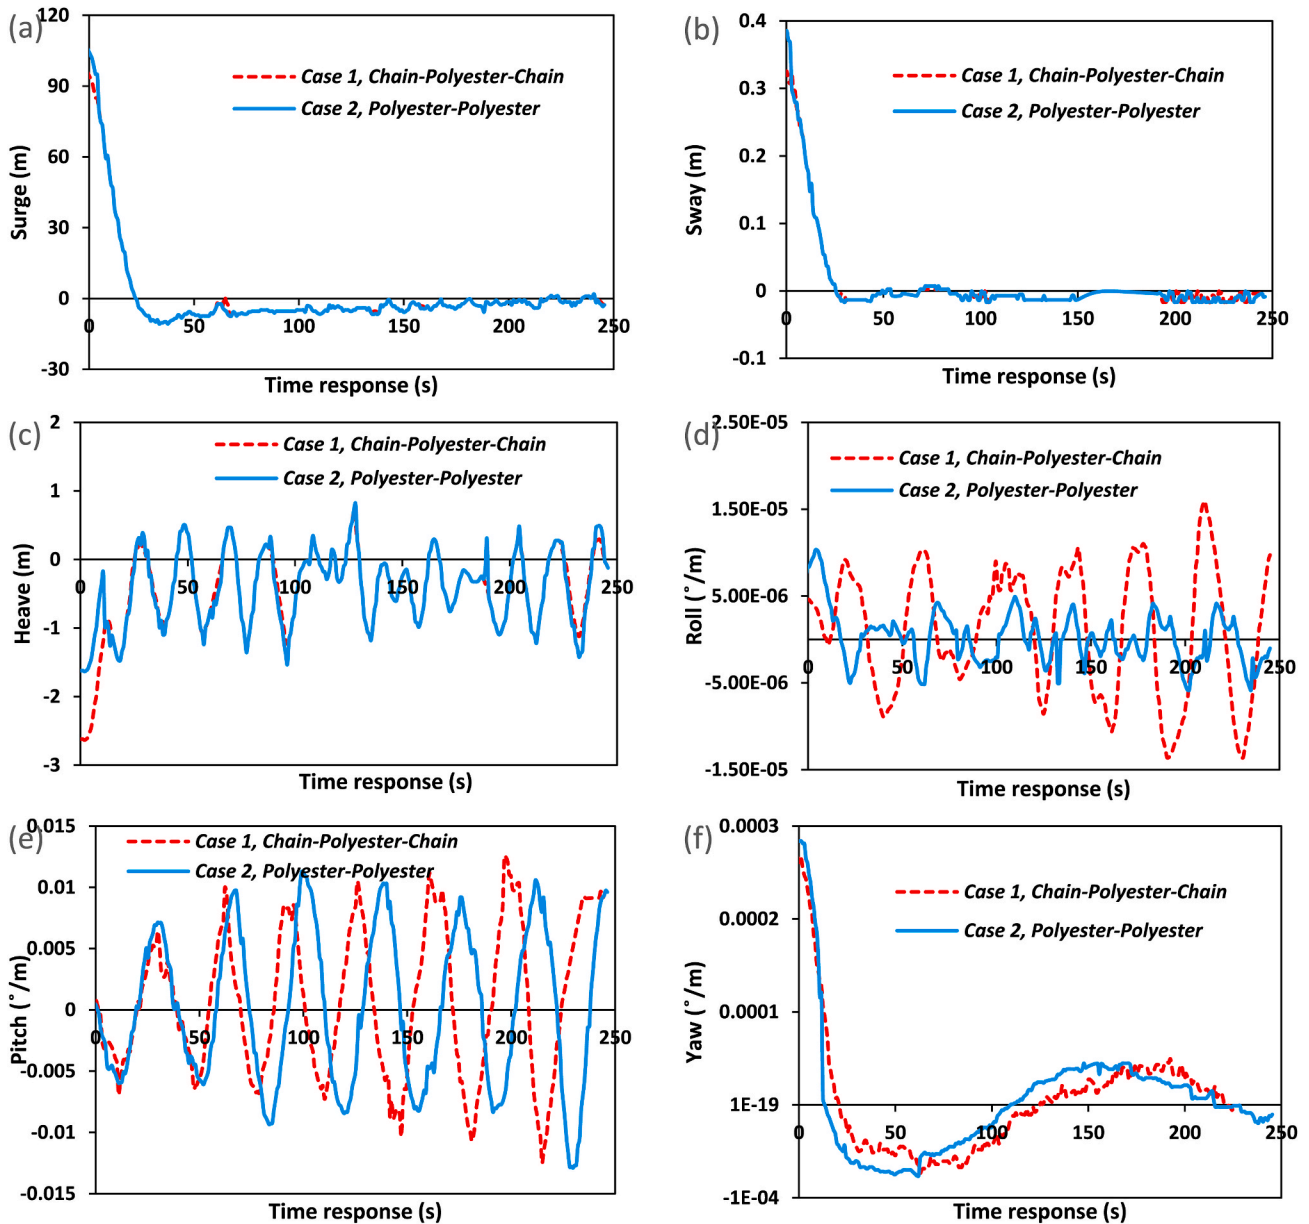 (a)
120
90
60
30
0
-30
0
50
100
150
200
250
Surge (m)
Time response (s)
Case 1, Chain-Polyester-Chain
Case 2, Polyester-Polyester
(b)
0.4
0.3
0.2
0.1
0
-0.1
0
50
100
150
200
250
Sway (m)
Time response (s)
Case 1, Chain-Polyester-Chain
Case 2, Polyester-Polyester
(c)
2
1
0
-1
-2
-3
0
50
100
150
200
250
Heave (m)
Time response (s)
Case 1, Chain-Polyester-Chain
Case 2, Polyester-Polyester
(d)
2.50E-05
1.50E-05
5.00E-06
-5.00E-06
-1.50E-05
0
50
100
150
200
250
Roll (°/m)
Time response (s)
Case 1, Chain-Polyester-Chain
Case 2, Polyester-Polyester
(e)
0.015
0.01
0.005
0
-0.005
-0.01
-0.015
0
50
100
150
200
250
Pitch (°/m)
Time response (s)
Case 1, Chain-Polyester-Chain
Case 2, Polyester-Polyester
(f)
0.0003
0.0002
0.0001
1E-19
-1E-04
0
50
100
150
200
250
Yaw (°/m)
Time response (s)
Case 1, Chain-Polyester-Chain
Case 2, Polyester-Polyester